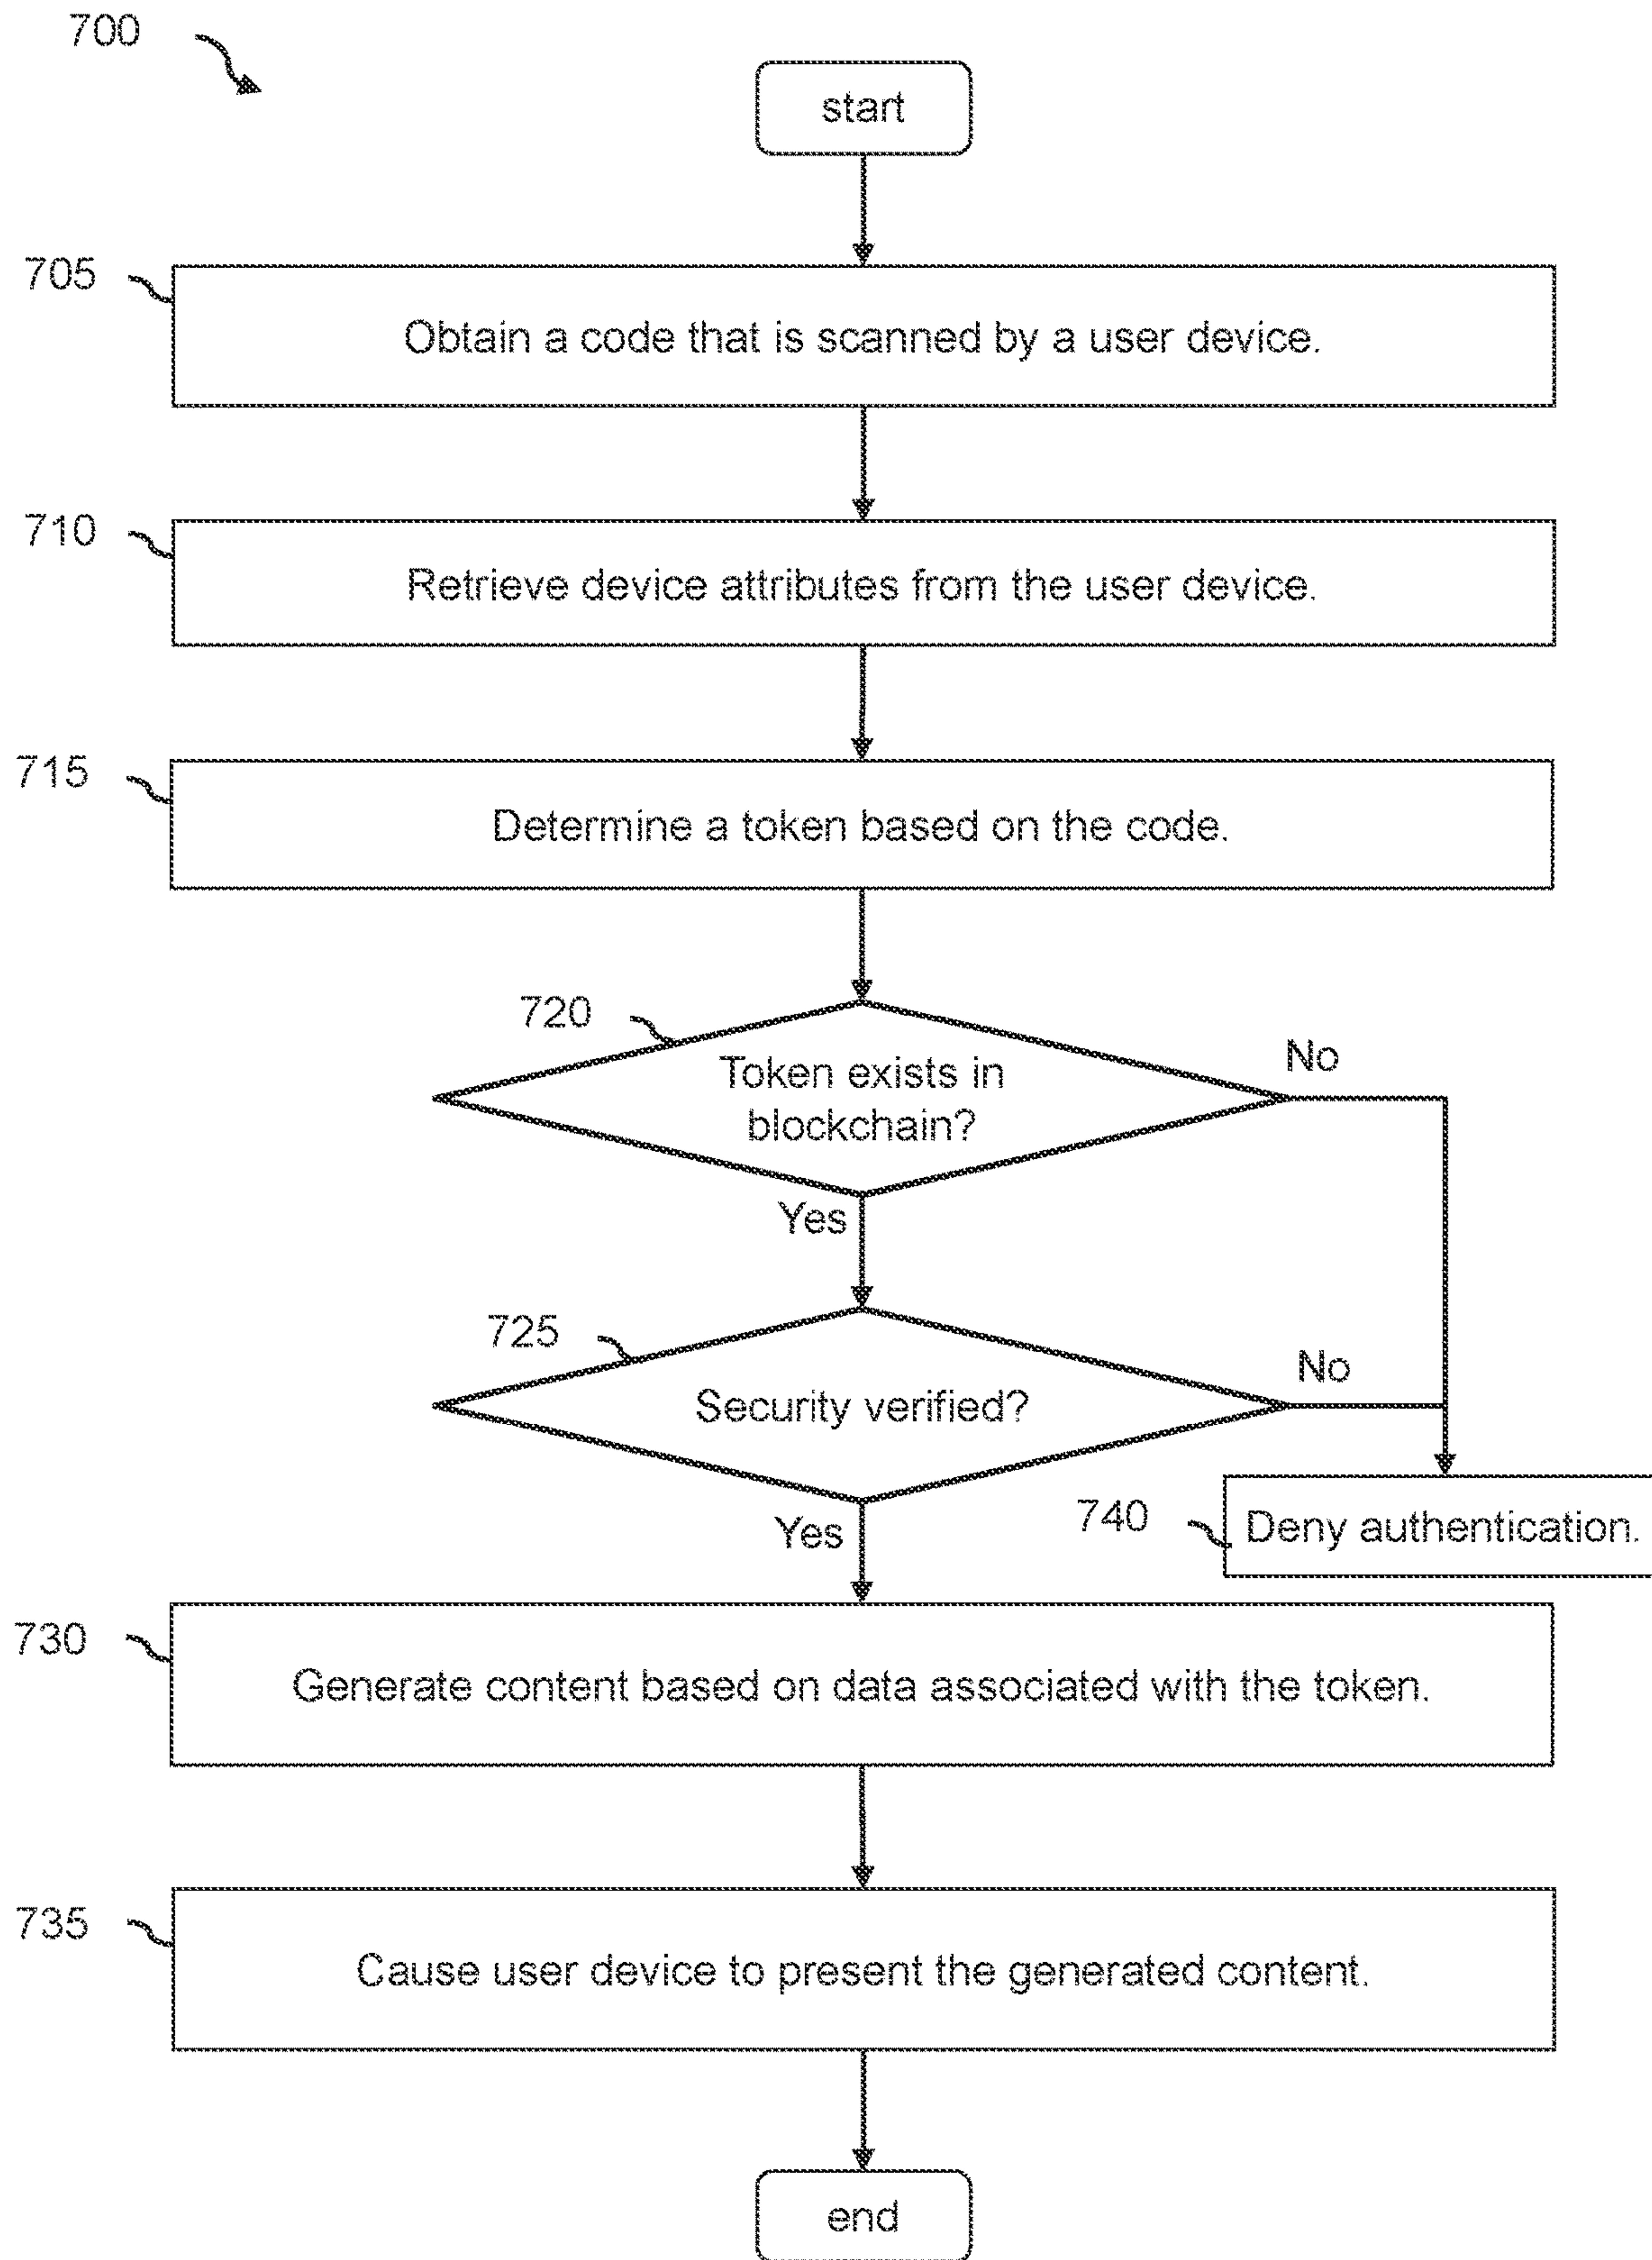 700
start
705
Obtain a code that is scanned by a user device.
710
Retrieve device attributes from the user device.
715
Determine a token based on the code.
720
Token exists in
blockchain?
No
Yes
725
Security verified?
No
Yes
740
Deny authentication.
730
Generate content based on data associated with the token.
735
Cause user device to present the generated content.
end